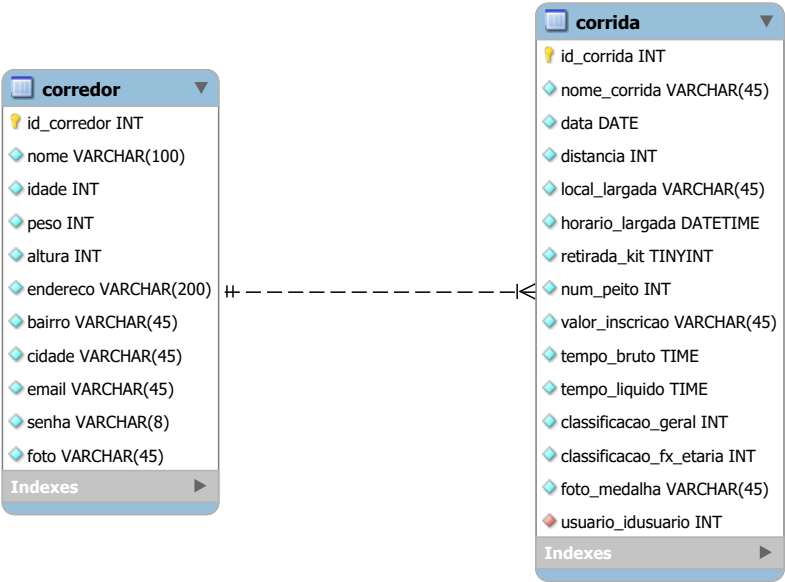 corredor
id_corredor INT
nome VARCHAR(100)
idade INT
peso INT
altura INT
endereco VARCHAR(200)
bairro VARCHAR(45)
cidade VARCHAR(45)
email VARCHAR(45)
senha VARCHAR(8)
foto VARCHAR(45)
Indexes
corrida
id_corrida INT
nome_corrida VARCHAR(45)
data DATE
distancia INT
local_largada VARCHAR(45)
horario_largada DATETIME
retirada_kit TINYINT
num_peito INT
valor_inscricao VARCHAR(45)
tempo_bruto TIME
tempo_liquido TIME
classificacao_geral INT
classificacao_fx_etaria INT
foto_medalha VARCHAR(45)
usuario_idusuario INT
Indexes